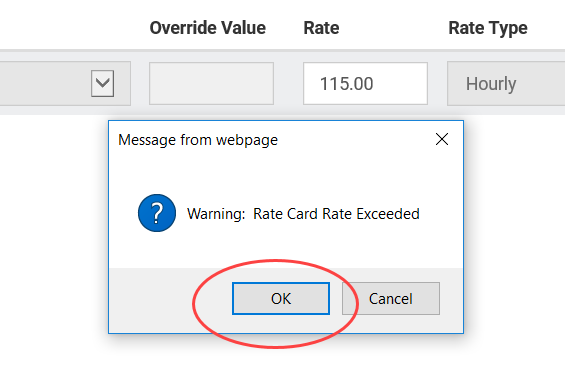 Override Value Rate Rate Type
115.00 Hourly
Message from webpage
? Warning: Rate Card Rate Exceeded
OK Cancel